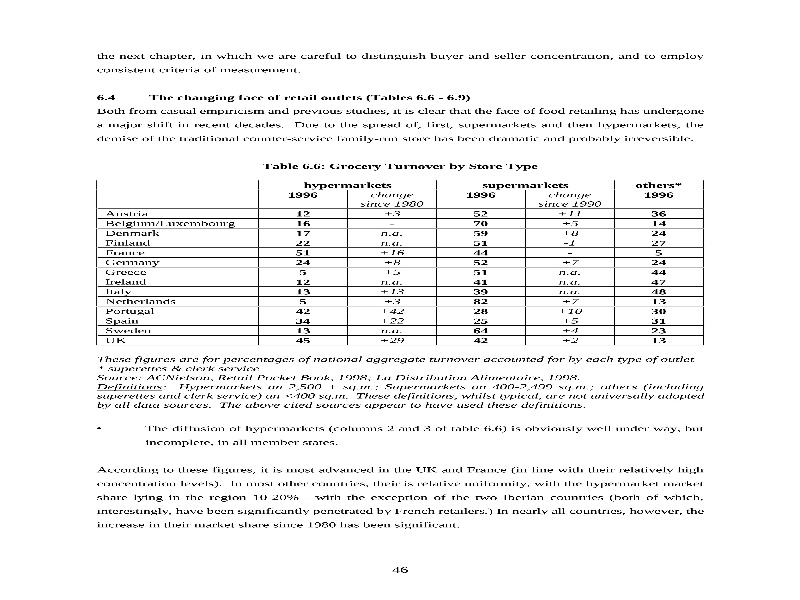 the next chapter, in which we are careful to distinguish buyer and seller concentration, and to employ
consistent criteria of measurement.
6.4 The changing face of retail outlets (Tables 6.6 - 6.9)
Both from casual empiricism and previous studies, it is clear that the face of food retailing has undergone
a major shift in recent decades. Due to the spread of, first, supermarkets and then hypermarkets, the
demise of the traditional counter-service family-run store has been dramatic and probably irreversible.
Table 6.6: Grocery Turnover by Store Type
hypermarkets supermarkets others*
1996 change since 1980 1996 change since 1990 1996
Austria 12 +3 52 +11 36
Belgium/Luxembourg 16 - 70 +5 14
Denmark 17 n.a. 59 +8 24
Finland 22 n.a. 51 -1 27
France 51 +16 44 - 5
Germany 24 +8 52 +7 24
Greece 5 +5 51 n.a. 44
Ireland 12 n.a. 41 n.a. 47
Italy 13 +13 39 n.a. 48
Netherlands 5 +3 82 +7 13
Portugal 42 +42 28 +10 30
Spain 34 +22 25 +5 31
Sweden 13 n.a. 64 +4 23
UK 45 +29 42 +2 13
These figures are for percentages of national aggregate turnover accounted for by each type of outlet
* superettes & clerk service
Source: ACNielson, Retail Pocket Book, 1998; La Distribution Alimentaire, 1998.
Definitions: Hypermarkets an 2,500 + sq.m.; Supermarkets an 400-2,499 sq.m.; others (including
superettes and clerk service) an <400 sq.m. These definitions, whilst typical, are not universally adopted
by all data sources. The above cited sources appear to have used these definitions.
• The diffusion of hypermarkets (columns 2 and 3 of table 6.6) is obviously well under way, but
incomplete, in all member states.
According to these figures, it is most advanced in the UK and France (in line with their relatively high
concentration levels). In most other countries, their is relative uniformity, with the hypermarket market
share lying in the region 10-20% - with the exception of the two Iberian countries (both of which,
interestingly, have been significantly penetrated by French retailers.) In nearly all countries, however, the
increase in their market share since 1980 has been significant.
46